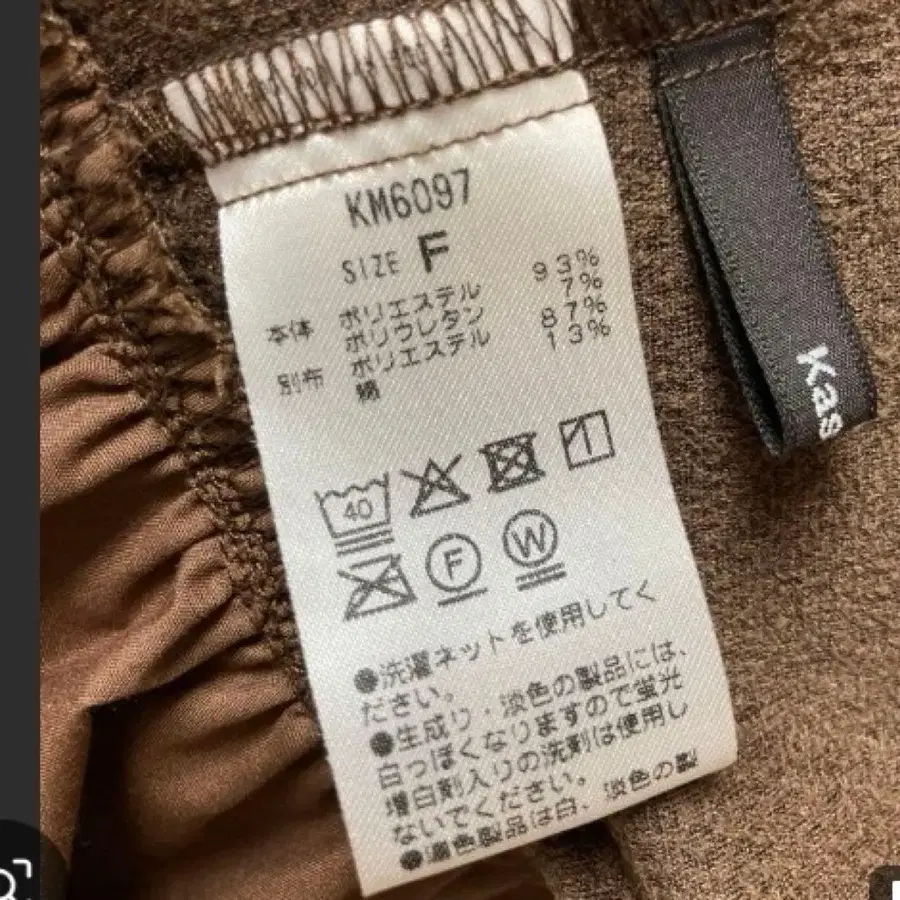 KM6097
SIZE F
本体 ポリエステル 93%
ポリウレタン 7%
別布 ポリエステル 87%
綿 13%
40
F W
●洗濯ネットを使用してく
ださい。
●生成り・淡色の製品には、
白っぽくなりますので蛍光
増白剤入りの洗剤は使用し
ないでください。
●濃色製品は白、淡色の製
Kas